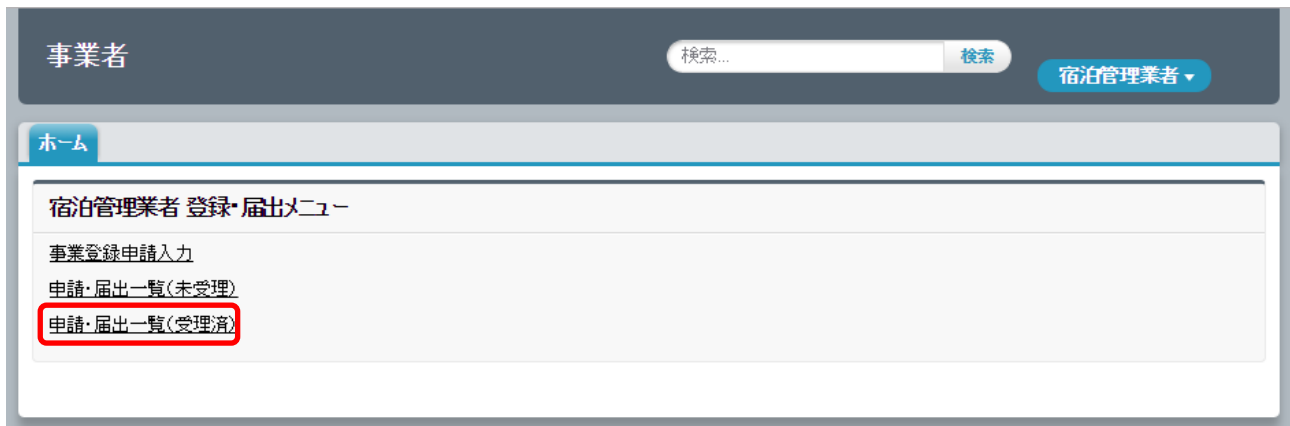 事業者
検索...
検索
宿泊管理業者▼
ホーム
宿泊管理業者 登録・届出メニュー
事業登録申請入力
申請・届出一覧(未受理)
申請・届出一覧(受理済)